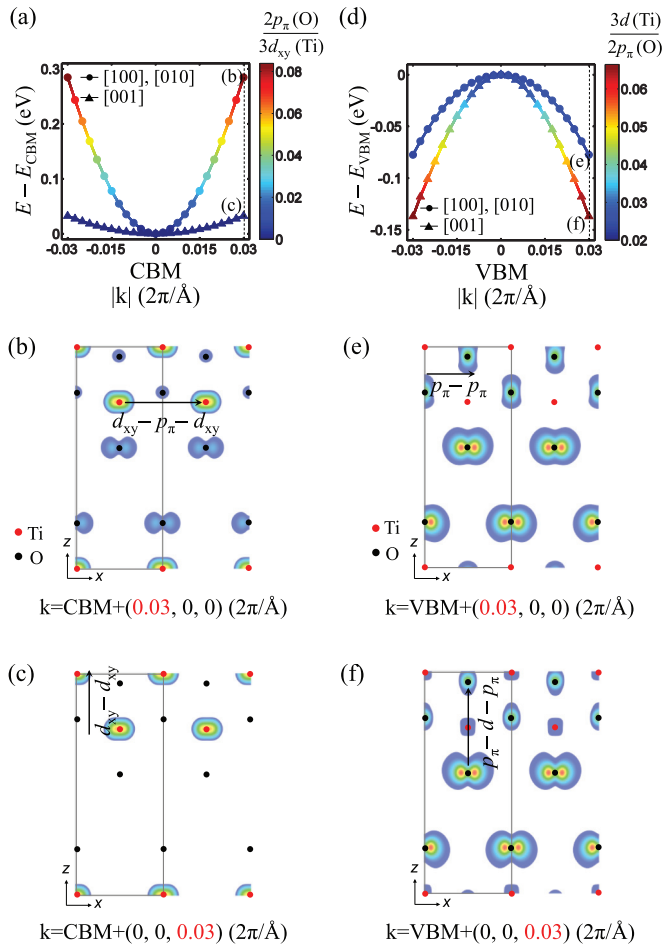 (a)
2pπ(O)
3dxy(Ti)
E − ECBM (eV)
0.3
0.2
0.1
0
[100], [010]
[001]
(b)
(c)
0.08
0.06
0.04
0.02
0
-0.03 -0.015 0 0.015 0.03
CBM
|k| (2π/Å)
(d)
3d(Ti)
2pπ(O)
E − EVBM (eV)
0
-0.05
-0.1
-0.15
[100], [010]
[001]
(e)
(f)
0.06
0.05
0.04
0.03
0.02
-0.03 -0.015 0 0.015 0.03
VBM
|k| (2π/Å)
(b)
dxy−pπ−dxy
Ti
O
z
x
k=CBM+(0.03, 0, 0) (2π/Å)
(e)
pπ−pπ
Ti
O
z
x
k=VBM+(0.03, 0, 0) (2π/Å)
(c)
dxy−dxy
z
x
k=CBM+(0, 0, 0.03) (2π/Å)
(f)
pπ−d−pπ
z
x
k=VBM+(0, 0, 0.03) (2π/Å)